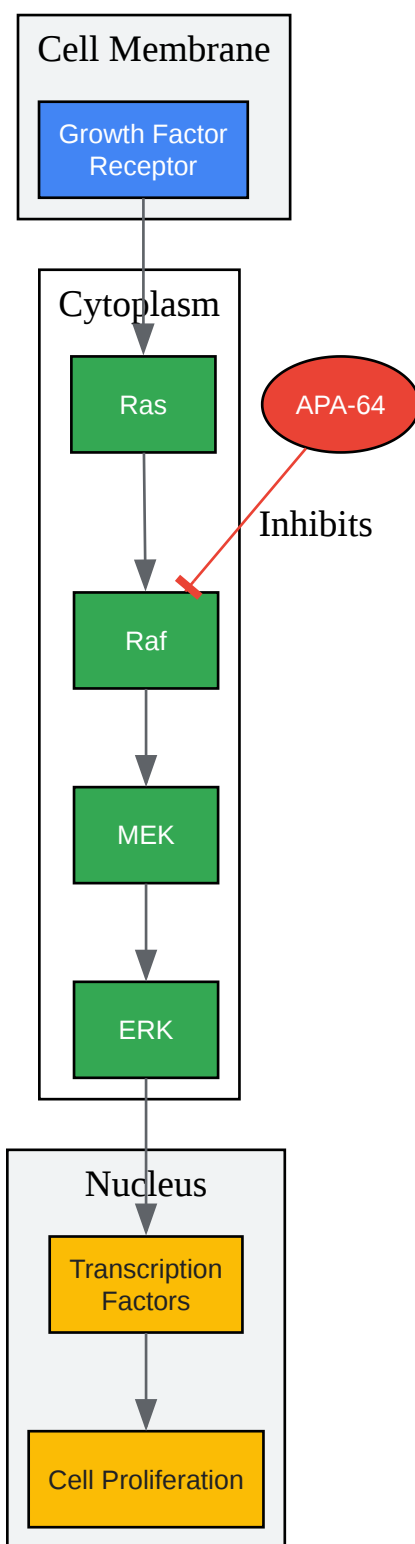 Cell Membrane
Growth Factor
Receptor
Cytoplasm
Ras
APA-64
Inhibits
Raf
MEK
ERK
Nucleus
Transcription
Factors
Cell Proliferation